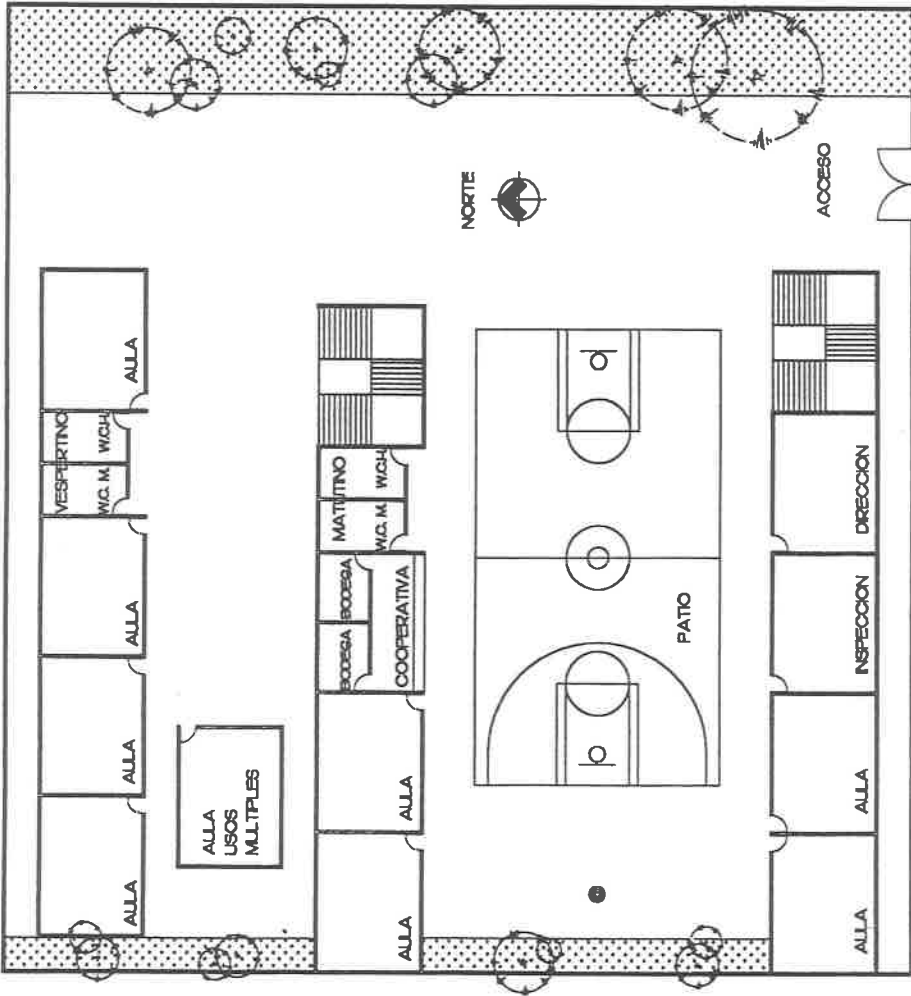 VESPERTINO
W.C. M.
W.C.H.
AULA
AULA
AULA
AULA
AULA
USOS
MULTIPLES
MATUTINO
BODEGA
BODEGA
W.C. M.
W.C.H.
COOPERATIVA
AULA
AULA
NORTE
PATIO
ACCESO
AULA
AULA
INSPECCION
DIRECCION